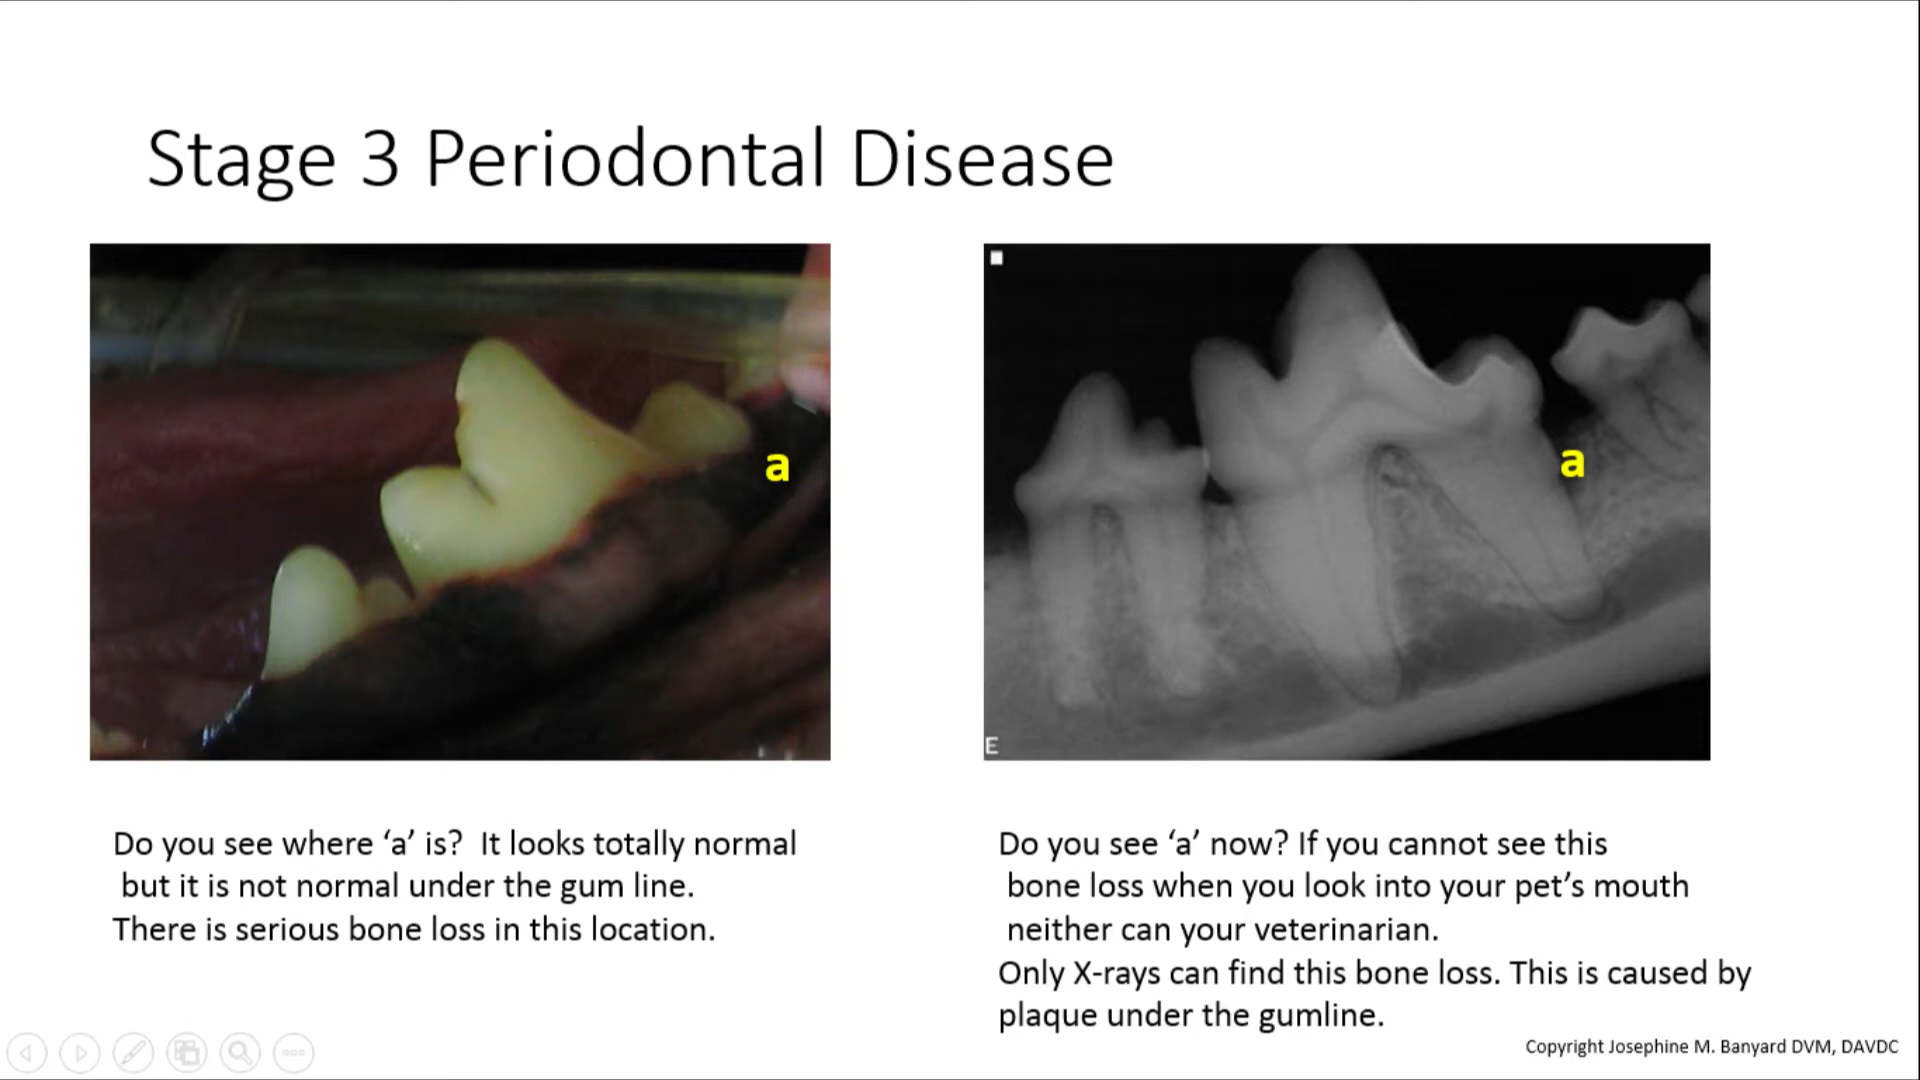 Stage 3 Periodontal Disease
a
a
E
Do you see where ‘a’ is?  It looks totally normal
but it is not normal under the gum line.
There is serious bone loss in this location.
Do you see ‘a’ now? If you cannot see this
bone loss when you look into your pet’s mouth
neither can your veterinarian.
Only X-rays can find this bone loss. This is caused by
plaque under the gumline.
Copyright Josephine M. Banyard DVM, DAVDC